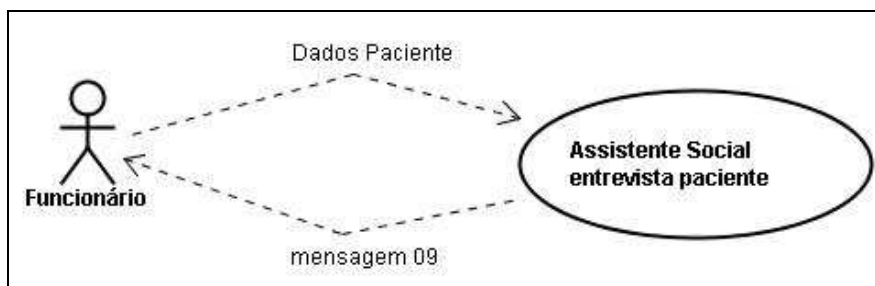 Dados Paciente
Funcionário
Assistente Social
entrevista paciente
mensagem 09